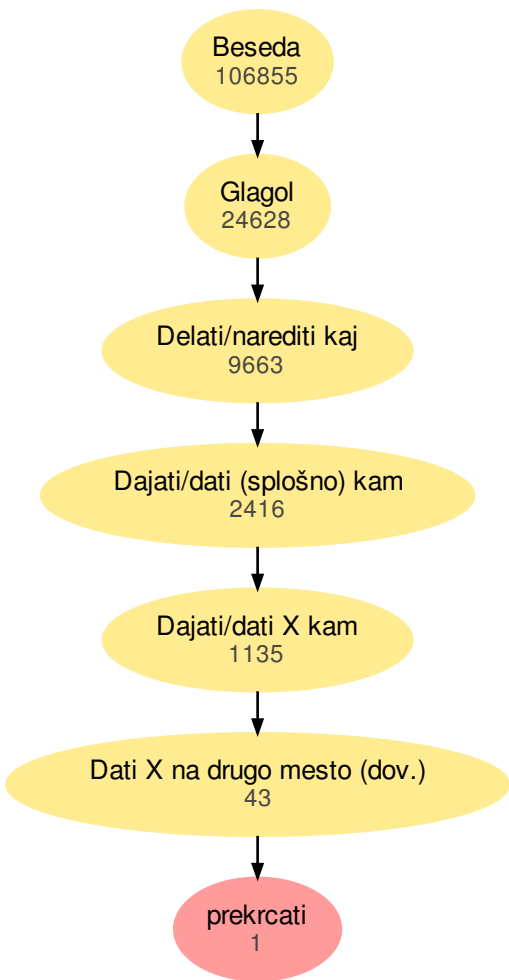 Beseda
106855
Glagol
24628
Delati/narediti kaj
9663
Dajati/dati (splošno) kam
2416
Dajati/dati X kam
1135
Dati X na drugo mesto (dov.)
43
prekrcati
1